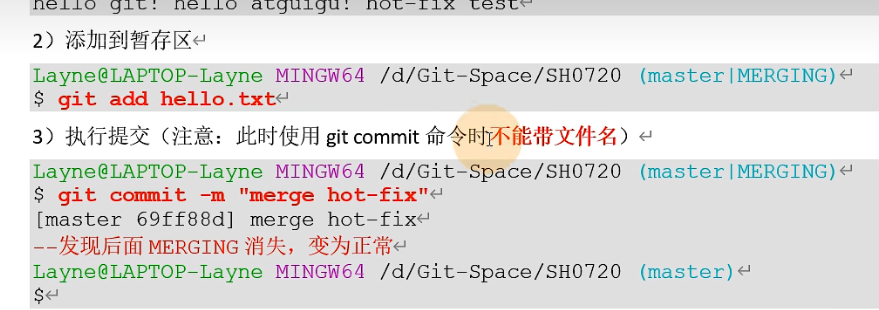 hello git! hello atguigu! hot-fix test
2）添加到暂存区
Layne@LAPTOP-Layne MINGW64 /d/Git-Space/SH0720 (master|MERGING)
$ git add hello.txt
3）执行提交（注意：此时使用 git commit 命令时不能带文件名）
Layne@LAPTOP-Layne MINGW64 /d/Git-Space/SH0720 (master|MERGING)
$ git commit -m "merge hot-fix"
[master 69ff88d] merge hot-fix
--发现后面 MERGING 消失，变为正常
Layne@LAPTOP-Layne MINGW64 /d/Git-Space/SH0720 (master)
$